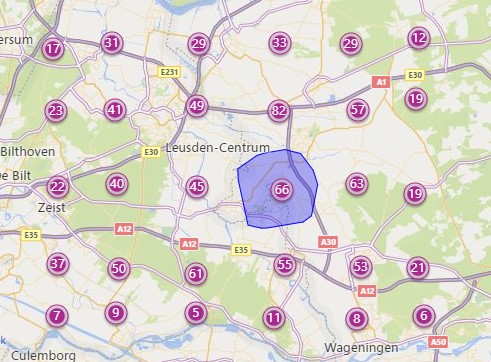 ersum
17
31
29
33
29
12
E231
A1
E30
23
41
49
82
57
19
Bilthoven
E30
Leusden-Centrum
De Bilt
22
40
45
66
63
19
Zeist
E35
A12
A12
E35
A30
37
50
61
55
53
21
A12
7
9
5
11
8
6
A50
Culemborg
Wageningen